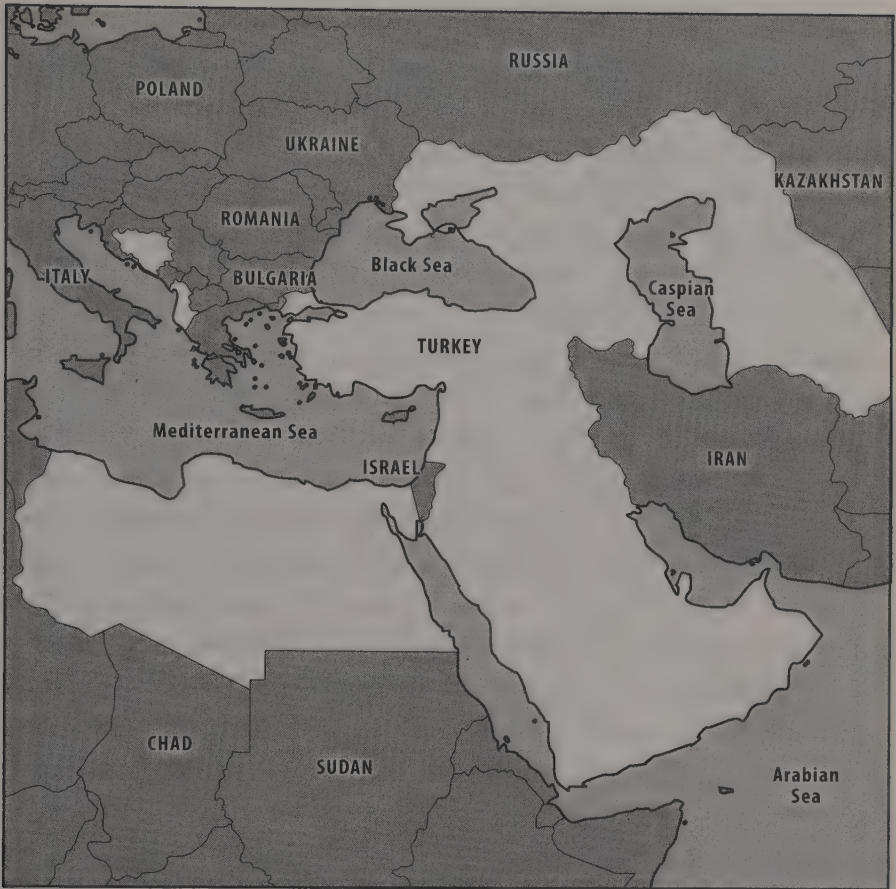 RUSSIA
POLAND
UKRAINE
KAZAKHSTAN
ROMANIA
Black Sea
ITALY
BULGARIA
Caspian
Sea
TURKEY
Mediterranean Sea
ISRAEL
IRAN
CHAD
SUDAN
Arabian
Sea